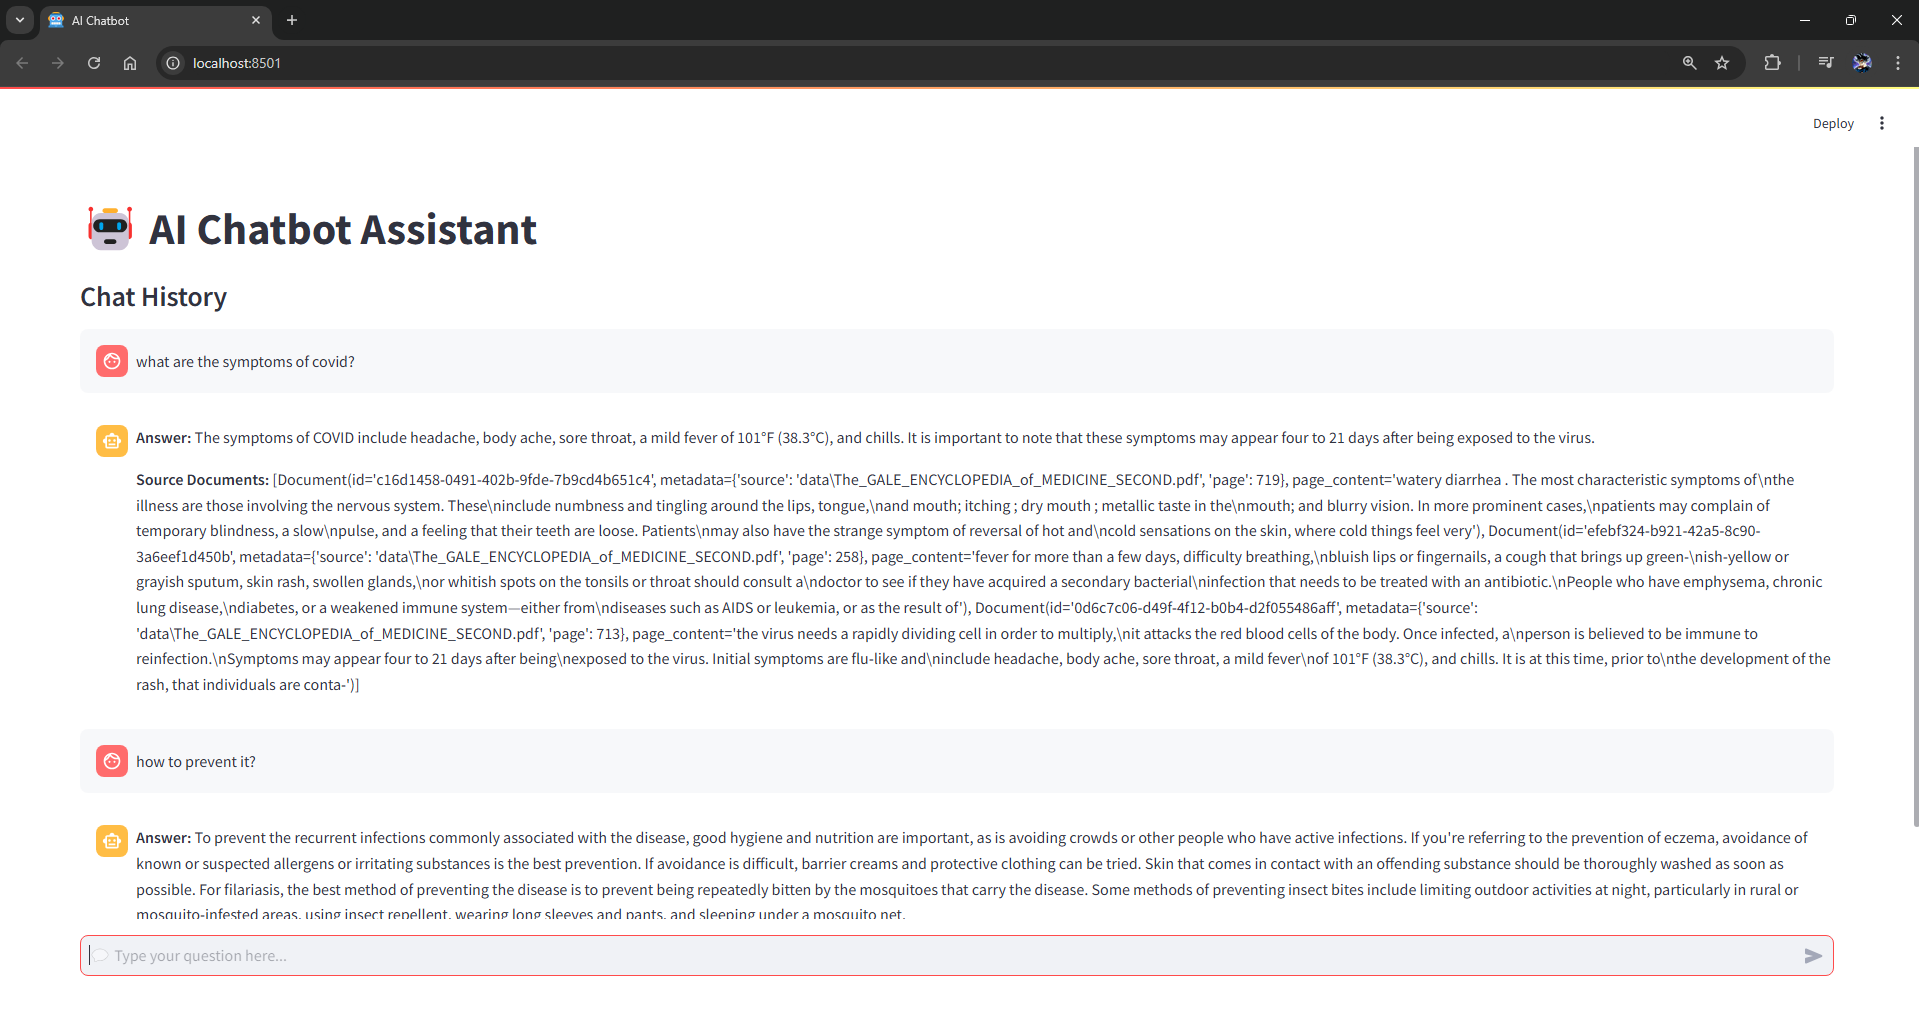 AI Chatbot
localhost:8501
Deploy
AI Chatbot Assistant
Chat History
what are the symptoms of covid?
Answer: The symptoms of COVID include headache, body ache, sore throat, a mild fever of 101°F (38.3°C), and chills. It is important to note that these symptoms may appear four to 21 days after being exposed to the virus.
Source Documents: [Document(id='c16d1458-0491-402b-9fde-7b9cd4b651c4', metadata={'source': 'data\The_GALE_ENCYCLOPEDIA_of_MEDICINE_SECOND.pdf', 'page': 719}, page_content='watery diarrhea . The most characteristic symptoms of\nthe
illness are those involving the nervous system. These\ninclude numbness and tingling around the lips, tongue,\nand mouth; itching ; dry mouth ; metallic taste in the\nmouth; and blurry vision. In more prominent cases,\npatients may complain of
temporary blindness, a slow\npulse, and a feeling that their teeth are loose. Patients\nmay also have the strange symptom of reversal of hot and\ncold sensations on the skin, where cold things feel very'), Document(id='efebf324-b921-42a5-8c90-
3a6eef1d450b', metadata={'source': 'data\The_GALE_ENCYCLOPEDIA_of_MEDICINE_SECOND.pdf', 'page': 258}, page_content='fever for more than a few days, difficulty breathing,\nbluish lips or fingernails, a cough that brings up green-\nish-yellow or
grayish sputum, skin rash, swollen glands,\nor whitish spots on the tonsils or throat should consult a\ndoctor to see if they have acquired a secondary bacterial\ninfection that needs to be treated with an antibiotic.\nPeople who have emphysema, chronic
lung disease,\ndiabetes, or a weakened immune system—either from\ndiseases such as AIDS or leukemia, or as the result of'), Document(id='0d6c7c06-d49f-4f12-b0b4-d2f055486aff', metadata={'source':
'data\The_GALE_ENCYCLOPEDIA_of_MEDICINE_SECOND.pdf', 'page': 713}, page_content='the virus needs a rapidly dividing cell in order to multiply,\nit attacks the red blood cells of the body. Once infected, a\nperson is believed to be immune to
reinfection.\nSymptoms may appear four to 21 days after being\nexposed to the virus. Initial symptoms are flu-like and\ninclude headache, body ache, sore throat, a mild fever\nof 101°F (38.3°C), and chills. It is at this time, prior to\nthe development of the
rash, that individuals are conta-')]
how to prevent it?
Answer: To prevent the recurrent infections commonly associated with the disease, good hygiene and nutrition are important, as is avoiding crowds or other people who have active infections. If you're referring to the prevention of eczema, avoidance of
known or suspected allergens or irritating substances is the best prevention. If avoidance is difficult, barrier creams and protective clothing can be tried. Skin that comes in contact with an offending substance should be thoroughly washed as soon as
possible. For filariasis, the best method of preventing the disease is to prevent being repeatedly bitten by the mosquitoes that carry the disease. Some methods of preventing insect bites include limiting outdoor activities at night, particularly in rural or
mosquito-infested areas, using insect repellent, wearing long sleeves and pants, and sleeping under a mosquito net.
Type your question here...